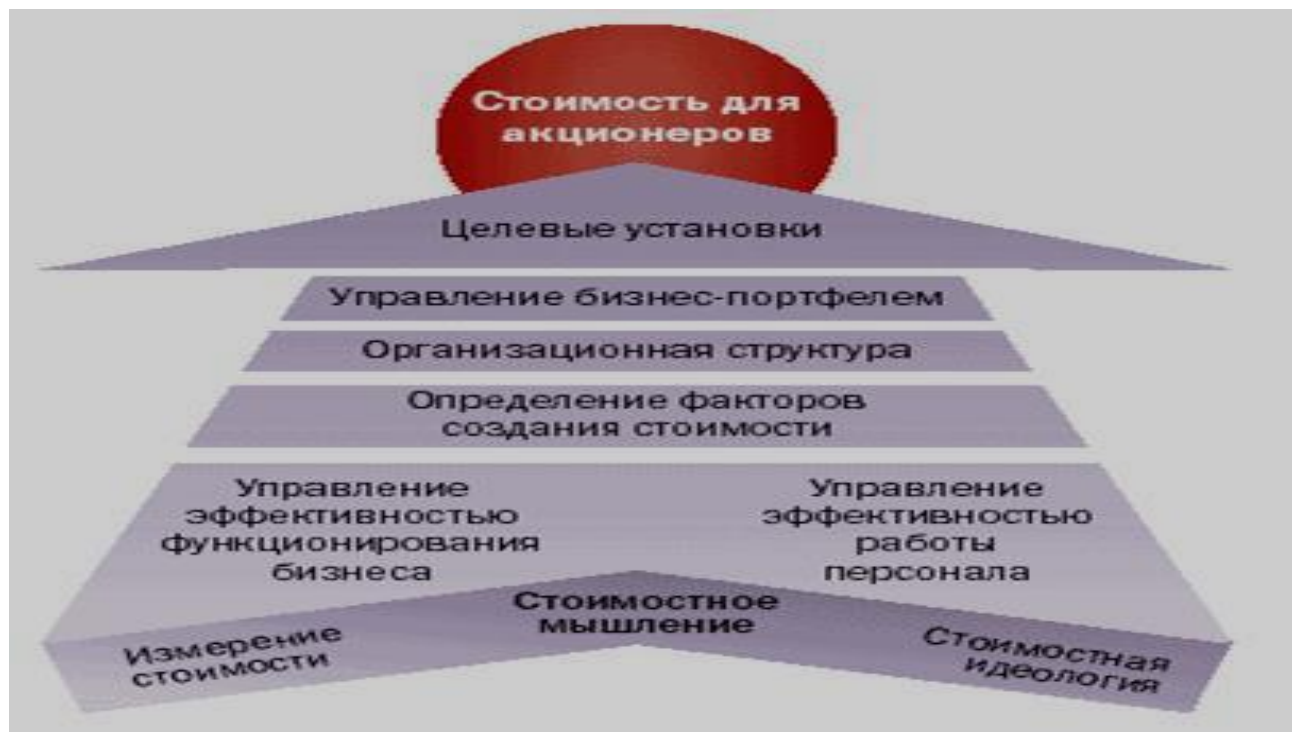 Стоимость для
акционеров
Целевые установки
Управление бизнес-портфелем
Организационная структура
Определение факторов
создания стоимости
Управление
эффективностью
функционирования
бизнеса
Управление
эффективностью
работы
персонала
Стоимостное
мышление
Измерение
стоимости
Стоимостная
идеология